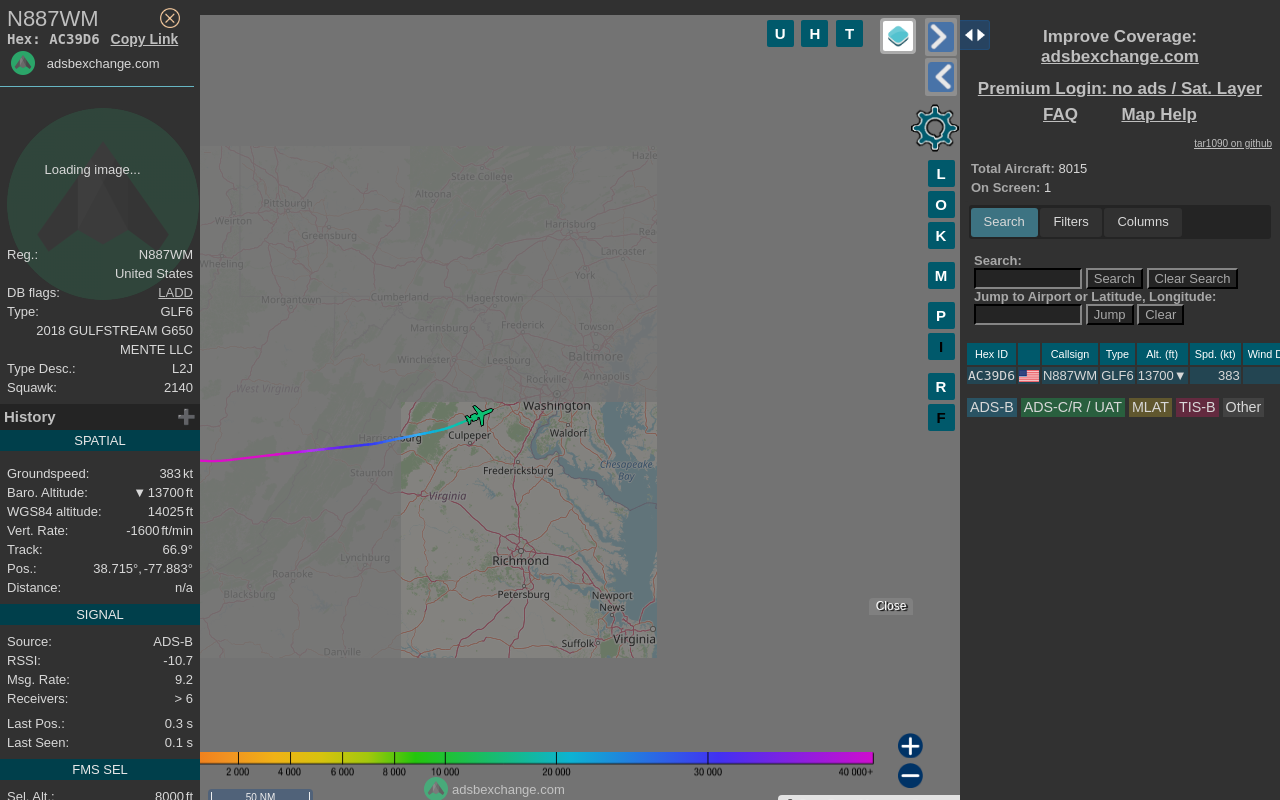 N887WM
Hex: AC39D6 Copy Link
adsbexchange.com
Loading image...
Reg.: N887WM
United States
DB flags: LADD
Type: GLF6
2018 GULFSTREAM G650
MENTE LLC
Type Desc.: L2J
Squawk: 2140
History
SPATIAL
Groundspeed: 383 kt
Baro. Altitude: ▼ 13700 ft
WGS84 altitude: 14025 ft
Vert. Rate: -1600 ft/min
Track: 66.9°
Pos.: 38.715°, -77.883°
Distance: n/a
SIGNAL
Source: ADS-B
RSSI: -10.7
Msg. Rate: 9.2
Receivers: > 6
Last Pos.: 0.3 s
Last Seen: 0.1 s
FMS SEL
Sel. Alt.: 8000 ft
U H T
L
O
K
M
P
I
R
F
Hazle
State College
Altoona
Pittsburgh
Weirton
Greensburg
Harrisburg
Rea
Lancaster
Wheeling
York
Morgantown
Cumberland
Hagerstown
Martinsburg
Frederick
Towson
Baltimore
Winchester
Leesburg
Rockville
Annapolis
West Virginia
Washington
Harrisonburg
Culpeper
Waldorf
Staunton
Fredericksburg
Chesapeake
Bay
Virginia
Lynchburg
Richmond
Roanoke
Blacksburg
Petersburg
Newport
News
Suffolk
Virginia
Danville
Close
2 000 4 000 6 000 8 000 10 000 20 000 30 000 40 000+
adsbexchange.com
50 NM
Improve Coverage:
adsbexchange.com
Premium Login: no ads / Sat. Layer
FAQ Map Help
tar1090 on github
Total Aircraft: 8015
On Screen: 1
Search Filters Columns
Search:
Search Clear Search
Jump to Airport or Latitude, Longitude:
Jump Clear
Hex ID Callsign Type Alt. (ft) Spd. (kt) Wind D
AC39D6 N887WM GLF6 13700▼ 383
ADS-B ADS-C/R / UAT MLAT TIS-B Other